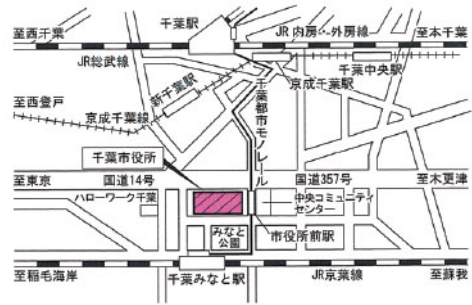 千葉駅
至西千葉
JR内房・外房線
至本千葉
JR総武線
新千葉駅
京成千葉駅
千葉中央駅
至西登戸
京成千葉線
千葉都市モノレール
千葉市役所
至東京
国道14号
国道357号
至木更津
ハローワーク千葉
中央コミュニティ
センター
みなと
公園
市役所前駅
至稲毛海岸
千葉みなと駅
JR京葉線
至蘇我